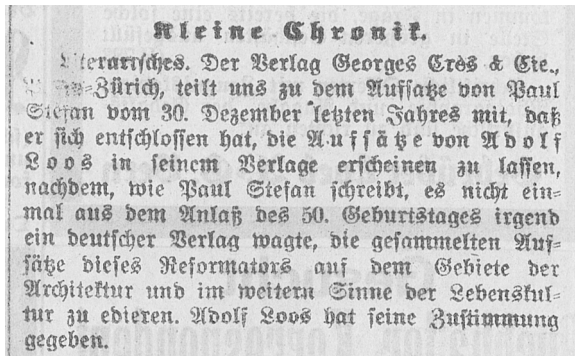 Kleine Chronik.
Literarisches. Der Verlag Georges Crès & Cie.,
-Zürich, teilt uns zu dem Aufsatze von Paul
Stefan vom 30. Dezember letzten Jahres mit, daß
er sich entschlossen hat, die Aufsätze von Adolf
Loos in seinem Verlage erscheinen zu lassen,
nachdem, wie Paul Stefan schreibt, es nicht ein-
mal aus dem Anlaß des 50. Geburtstages irgend
ein deutscher Verlag wagte, die gesammelten Auf-
sätze dieses Reformators auf dem Gebiete der
Architektur und im weitern Sinne der Lebenskul-
tur zu edieren. Adolf Loos hat seine Zustimmung
gegeben.